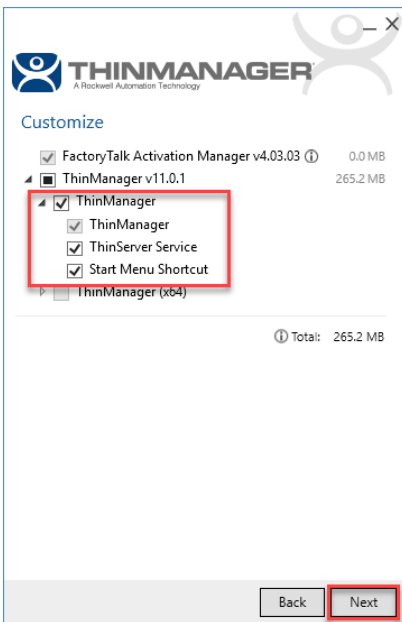 THINMANAGER
A Rockwell Automation Technology
Customize
FactoryTalk Activation Manager v4.03.03 0.0 MB
ThinManager v11.0.1 265.2 MB
ThinManager
ThinManager
ThinServer Service
Start Menu Shortcut
ThinManager (x64)
Total: 265.2 MB
Back Next